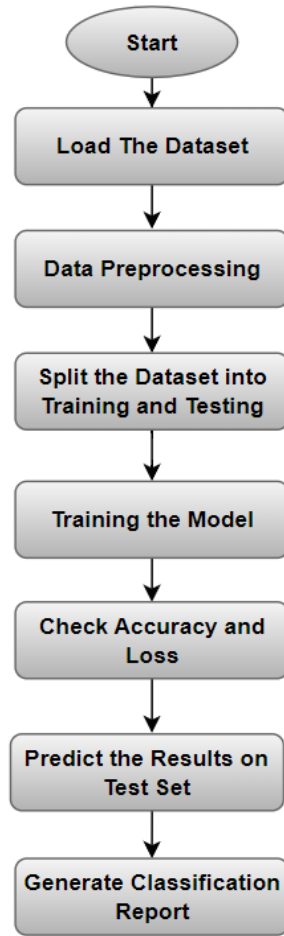 Start
Load The Dataset
Data Preprocessing
Split the Dataset into
Training and Testing
Training the Model
Check Accuracy and
Loss
Predict the Results on
Test Set
Generate Classification
Report